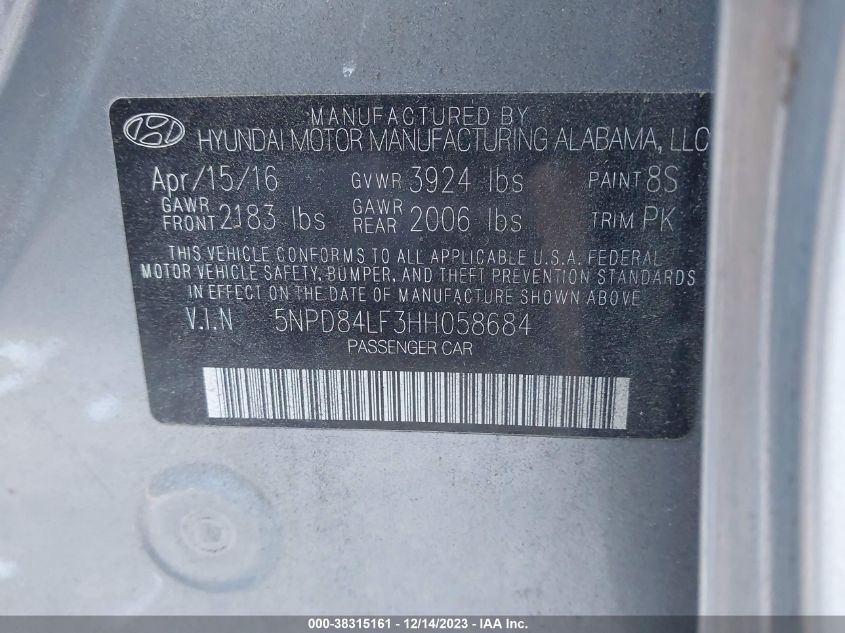 MANUFACTURED BY
HYUNDAI MOTOR MANUFACTURING ALABAMA, LLC
Apr/15/16 GVWR 3924 lbs PAINT 8S
GAWR FRONT 2183 lbs GAWR REAR 2006 lbs TRIM PK
THIS VEHICLE CONFORMS TO ALL APPLICABLE U.S.A. FEDERAL
MOTOR VEHICLE SAFETY, BUMPER, AND THEFT PREVENTION STANDARDS
IN EFFECT ON THE DATE OF MANUFACTURE SHOWN ABOVE.
V.I.N 5NPD84LF3HH058684
PASSENGER CAR
000-38315161 - 12/14/2023 - IAA Inc.